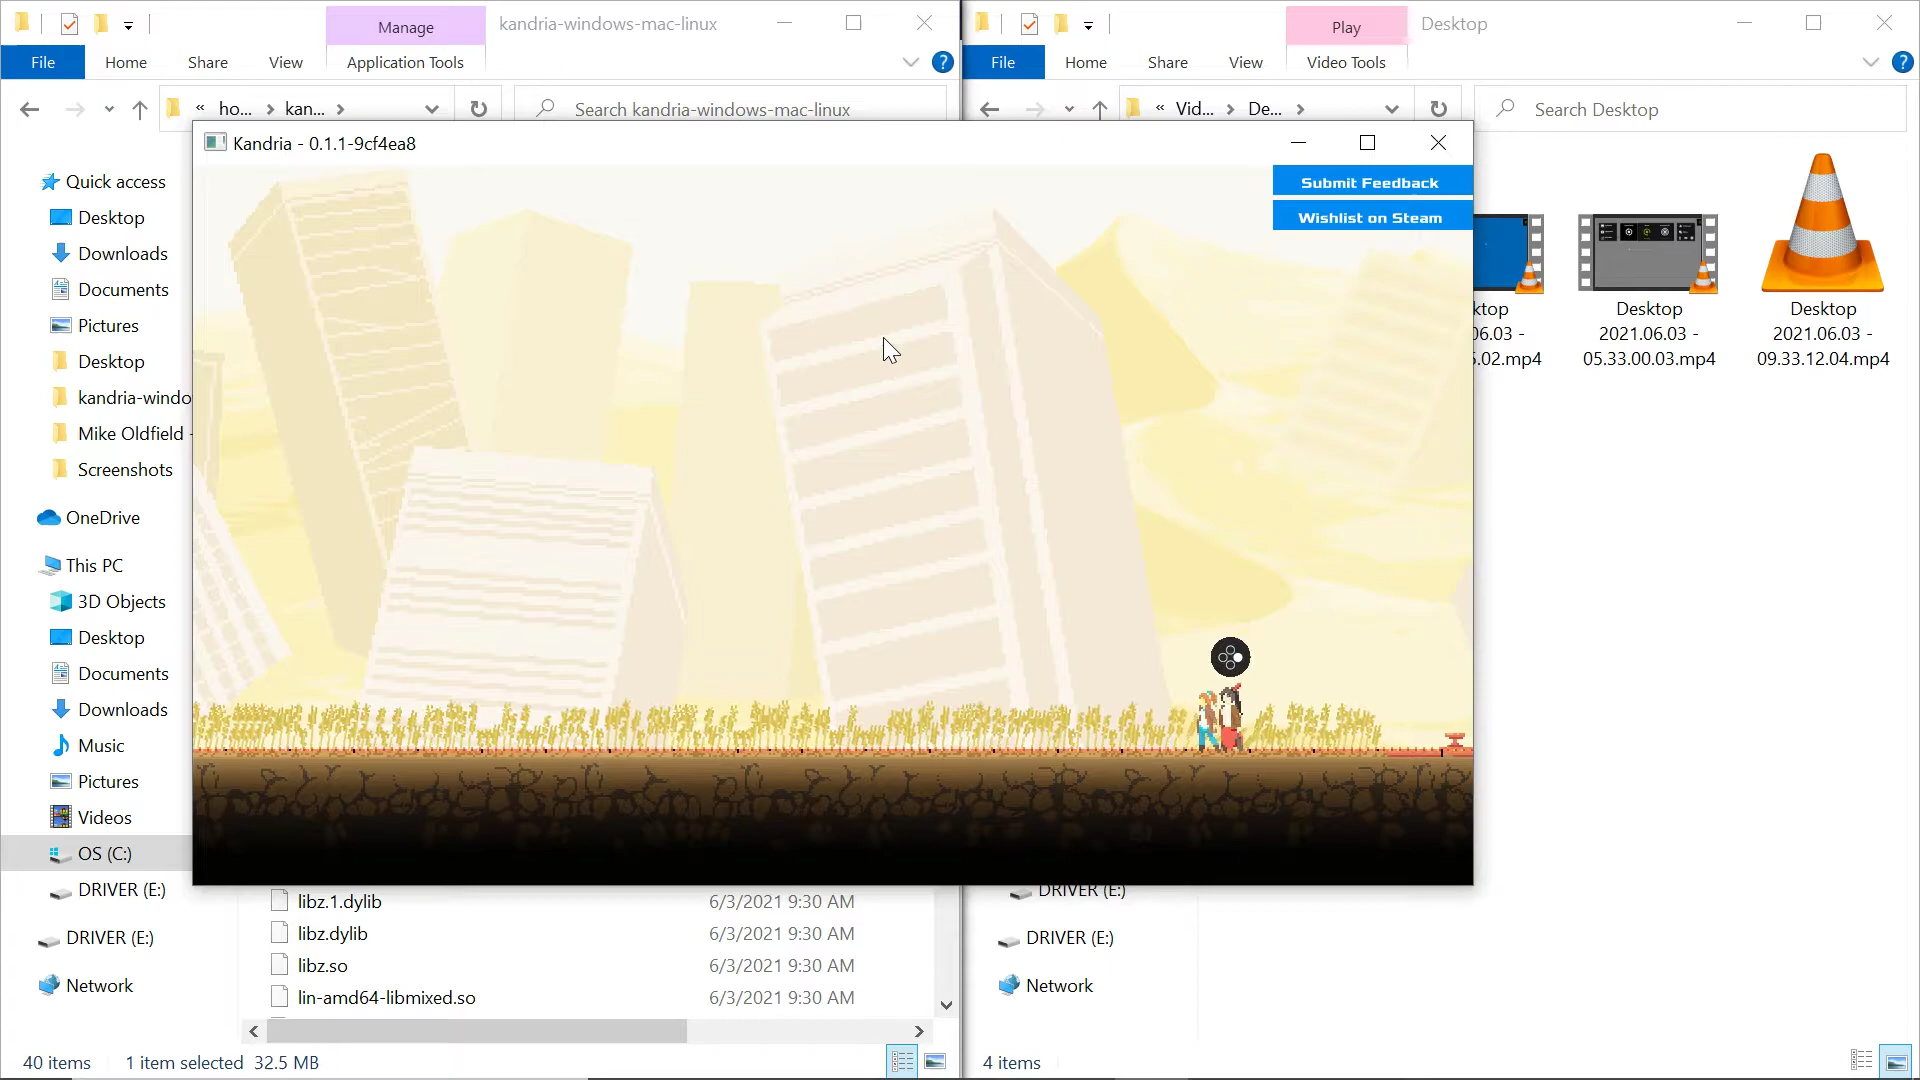 Manage
kandria-windows-mac-linux
File
Home
Share
View
Application Tools
?
« ho...
kan...
Search kandria-windows-mac-linux
Play
Desktop
File
Home
Share
View
Video Tools
?
« Vid...
De...
Search Desktop
Kandria - 0.1.1-9cf4ea8
Submit Feedback
Wishlist on Steam
Quick access
Desktop
Downloads
Documents
Pictures
Desktop
kandria-windo
Mike Oldfield -
Screenshots
OneDrive
This PC
3D Objects
Desktop
Documents
Downloads
Music
Pictures
Videos
OS (C:)
DRIVER (E:)
DRIVER (E:)
Network
ktop
06.03 -
5.02.mp4
Desktop
2021.06.03 -
05.33.00.03.mp4
Desktop
2021.06.03 -
09.33.12.04.mp4
libz.1.dylib 6/3/2021 9:30 AM
libz.dylib 6/3/2021 9:30 AM
libz.so 6/3/2021 9:30 AM
lin-amd64-libmixed.so 6/3/2021 9:30 AM
40 items
1 item selected 32.5 MB
DRIVER (E:)
DRIVER (E:)
Network
4 items